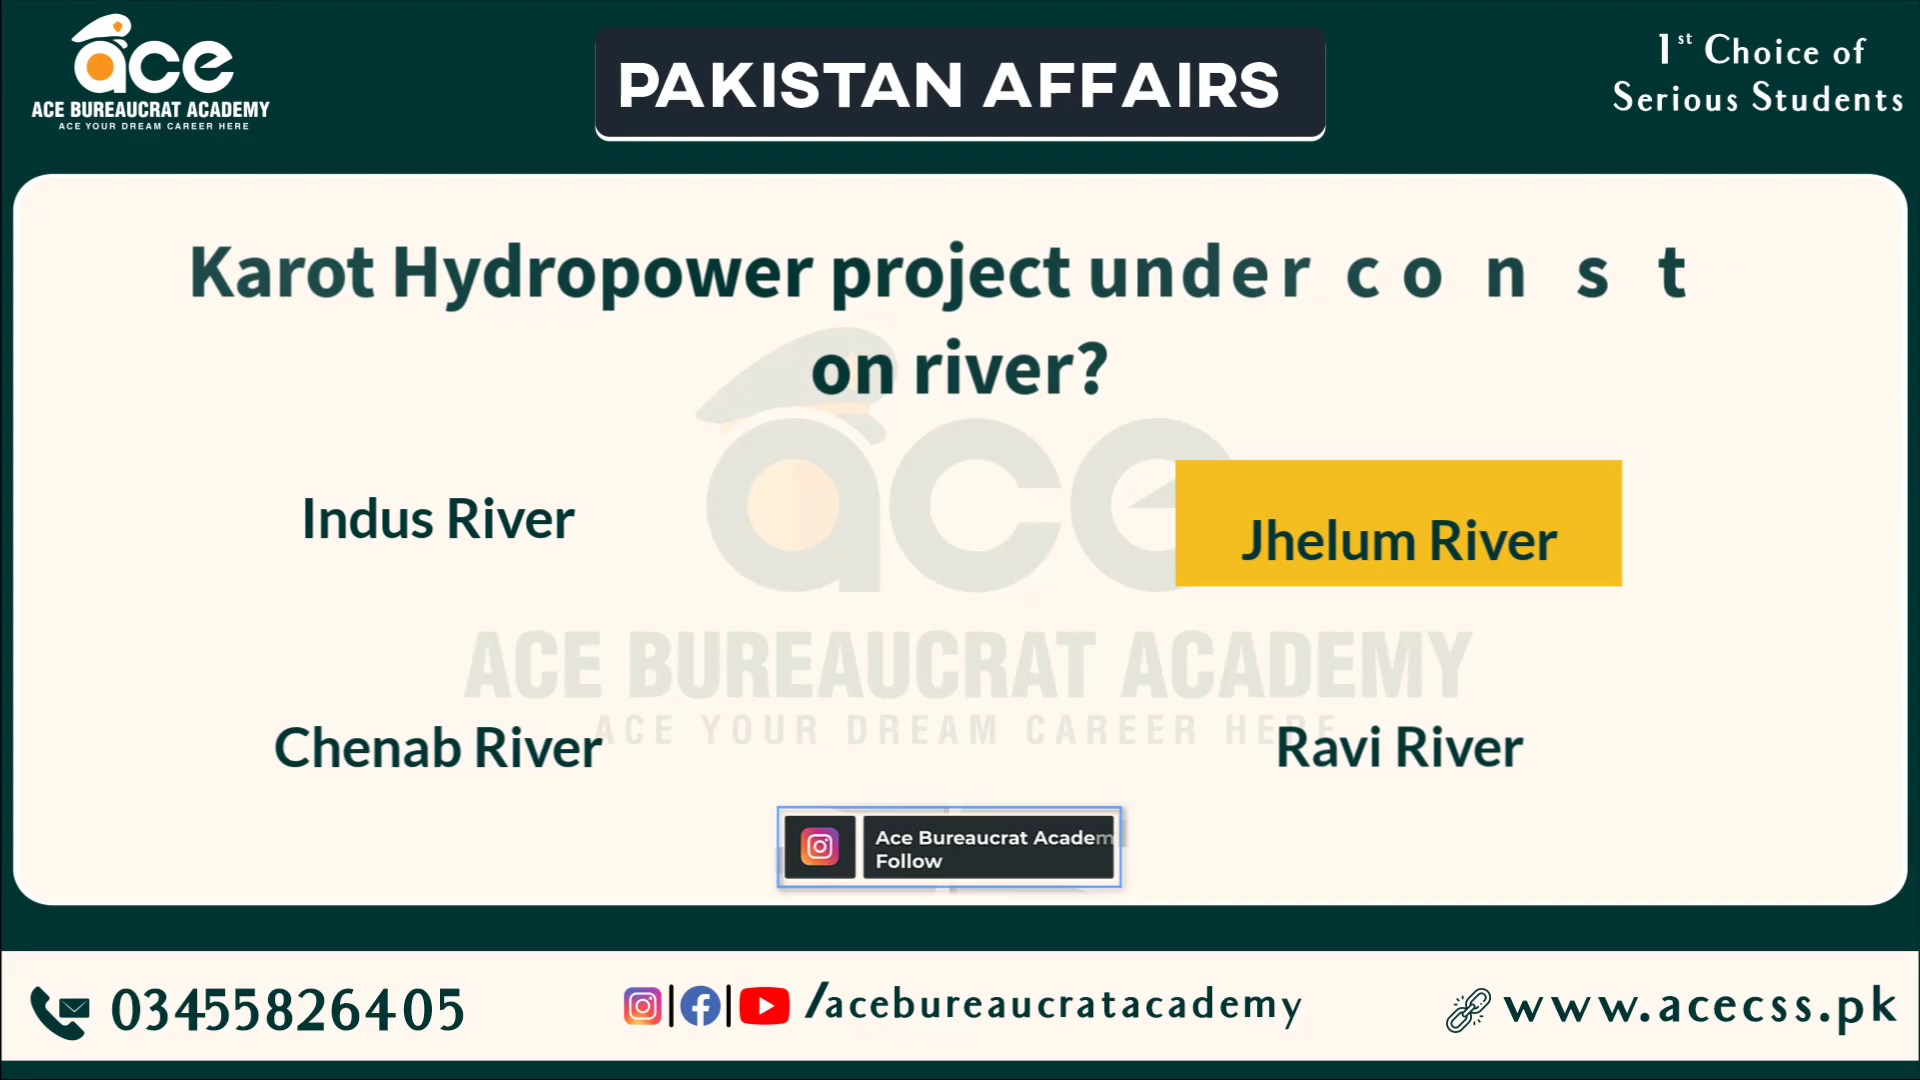 ace
ACE BUREAUCRAT ACADEMY
ACE YOUR DREAM CAREER HERE
PAKISTAN AFFAIRS
1st Choice of
Serious Students
Karot Hydropower project under const
on river?
ace
Indus River
Jhelum River
ACE BUREAUCRAT ACADEMY
ACE YOUR DREAM CAREER HERE
Chenab River
Ravi River
Ace Bureaucrat Academ
Follow
03455826405
/acebureaucratacademy
www.acecss.pk